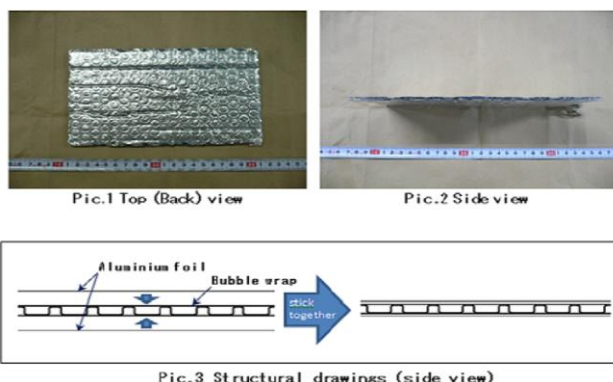 Pic.1 Top (Back) view
Pic.2 Side view
Aluminium foil
Bubble wrap
stick
together
Pic.3 Structural drawings (side view)